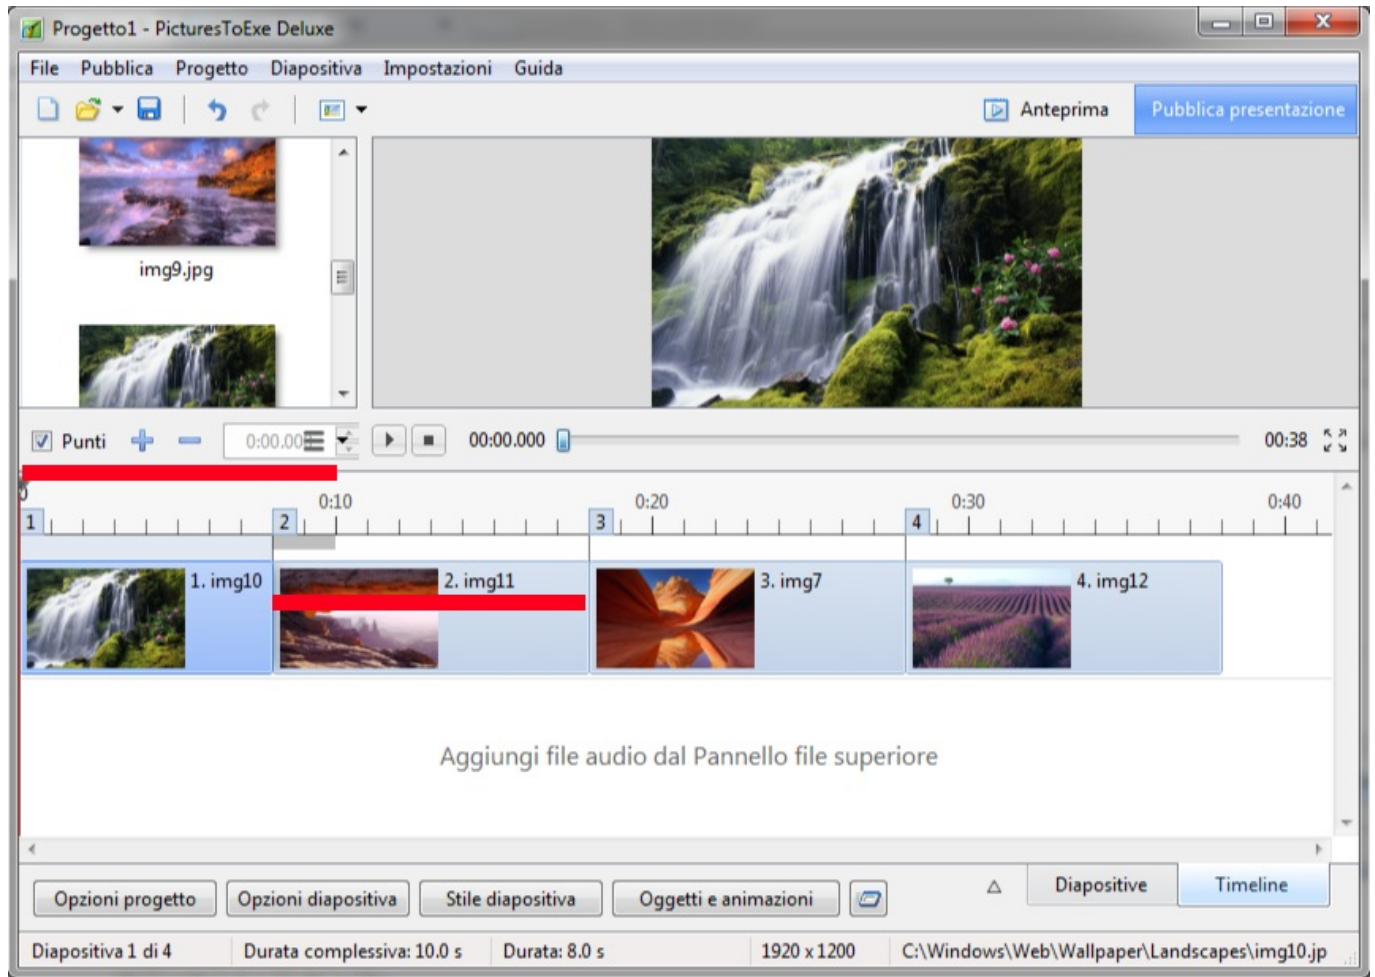 Progetto1 - PicturesToExe Deluxe
File Pubblica Progetto Diapositiva Impostazioni Guida
Anteprima Pubblica presentazione
img9.jpg
Punti 0:00.00 00:00.000 00:38
0 0:10 0:20 0:30 0:40
1 2 3 4
1. img10 2. img11 3. img7 4. img12
Aggiungi file audio dal Pannello file superiore
Diapositive Timeline
Opzioni progetto Opzioni diapositiva Stile diapositiva Oggetti e animazioni
Diapositiva 1 di 4 Durata complessiva: 10.0 s Durata: 8.0 s 1920 x 1200 C:\Windows\Web\Wallpaper\Landscapes\img10.jp